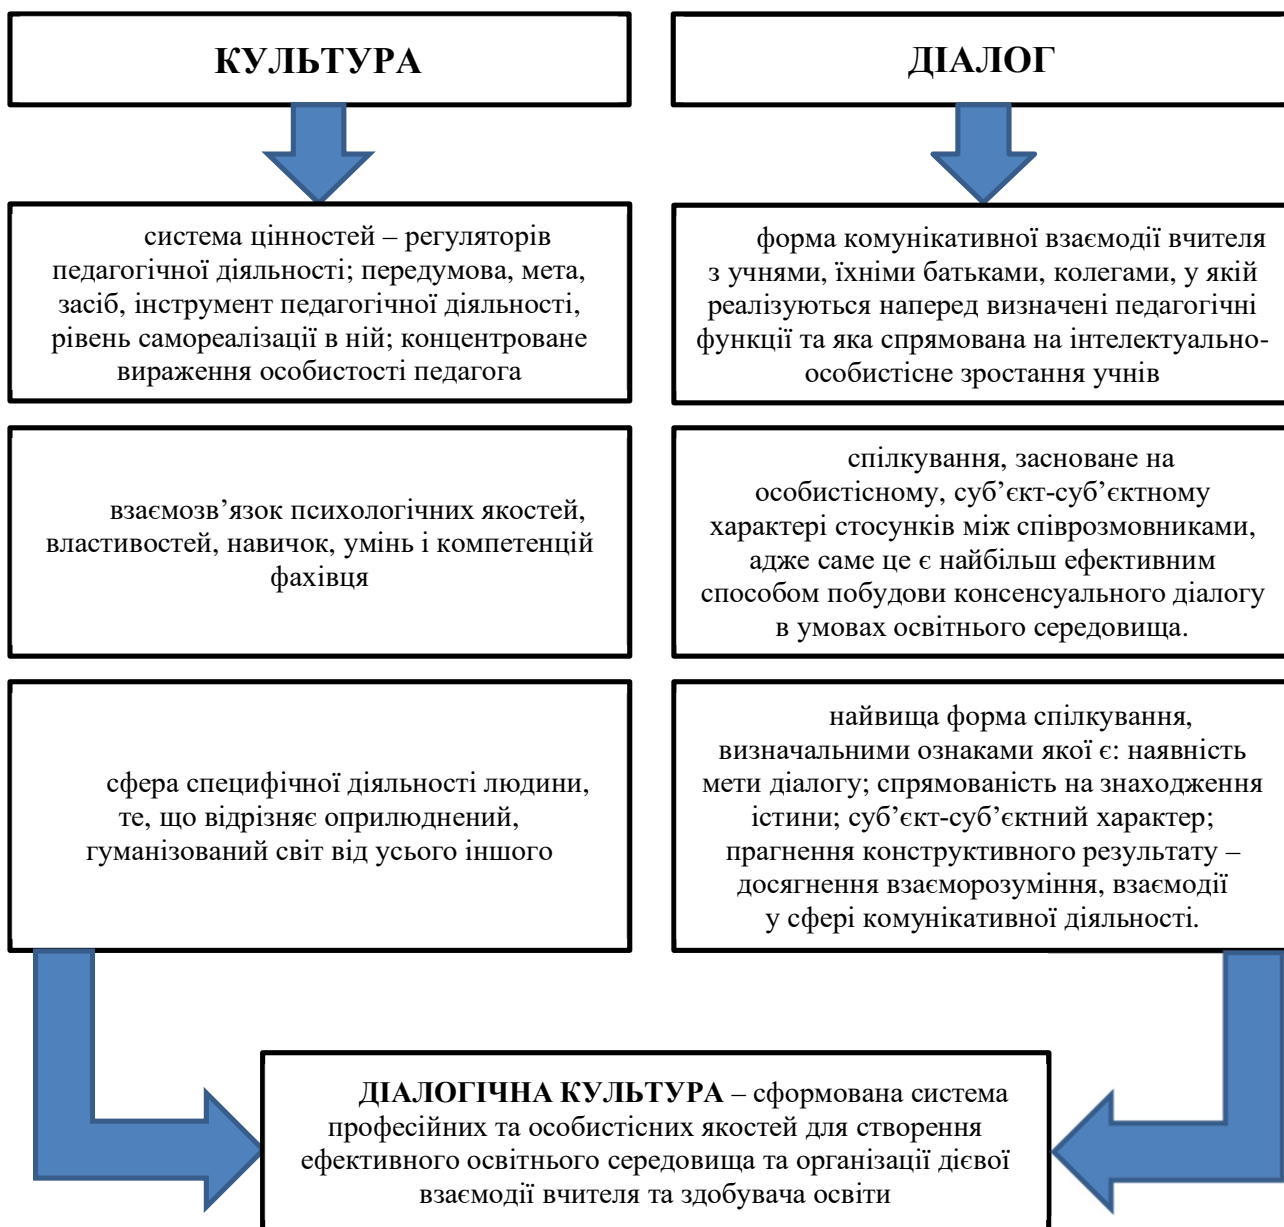 КУЛЬТУРА
система цінностей – регуляторів
педагогічної діяльності; передумова, мета,
засіб, інструмент педагогічної діяльності,
рівень самореалізації в ній; концентроване
вираження особистості педагога
взаємозв’язок психологічних якостей,
властивостей, навичок, умінь і компетенцій
фахівця
сфера специфічної діяльності людини,
те, що відрізняє оприлюднений,
гуманізований світ від усього іншого
ДІАЛОГ
форма комунікативної взаємодії вчителя
з учнями, їхніми батьками, колегами, у якій
реалізуються наперед визначені педагогічні
функції та яка спрямована на інтелектуально-
особистісне зростання учнів
спілкування, засноване на
особистісному, суб’єкт-суб’єктному
характері стосунків між співрозмовниками,
адже саме це є найбільш ефективним
способом побудови консенсуального діалогу
в умовах освітнього середовища.
найвища форма спілкування,
визначальними ознаками якої є: наявність
мети діалогу; спрямованість на знаходження
істини; суб’єкт-суб’єктний характер;
прагнення конструктивного результату –
досягнення взаєморозуміння, взаємодії
у сфері комунікативної діяльності.
ДІАЛОГІЧНА КУЛЬТУРА – сформована система
професійних та особистісних якостей для створення
ефективного освітнього середовища та організації дієвої
взаємодії вчителя та здобувача освіти